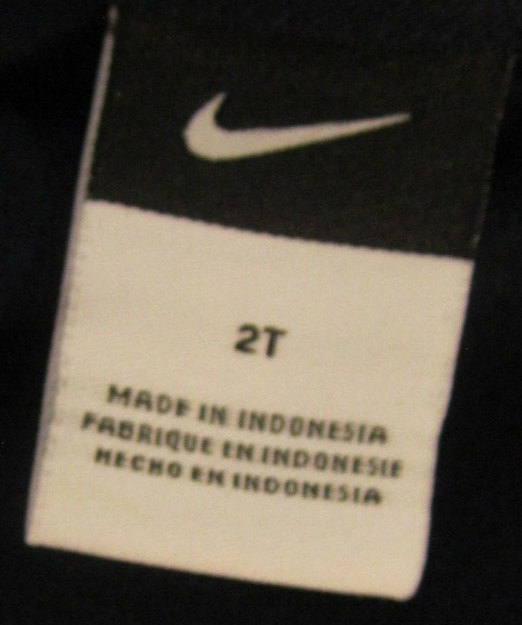 2T
MADE IN INDONESIA
FABRIQUE EN INDONESIE
HECHO EN INDONESIA